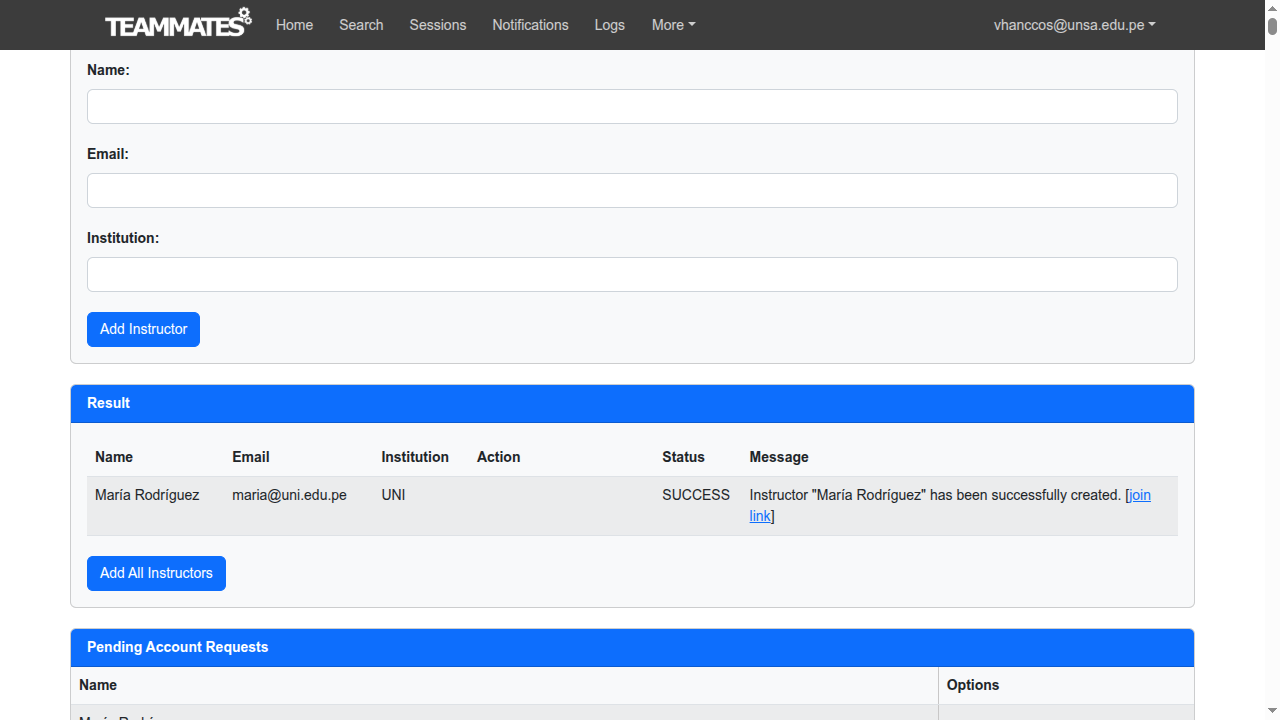 TEAMMATES Home Search Sessions Notifications Logs More vhanccos@unsa.edu.pe
Name:
Email:
Institution:
Add Instructor
Result
Name Email Institution Action Status Message
María Rodríguez maria@uni.edu.pe UNI SUCCESS Instructor "María Rodríguez" has been successfully created. [join
link]
Add All Instructors
Pending Account Requests
Name Options